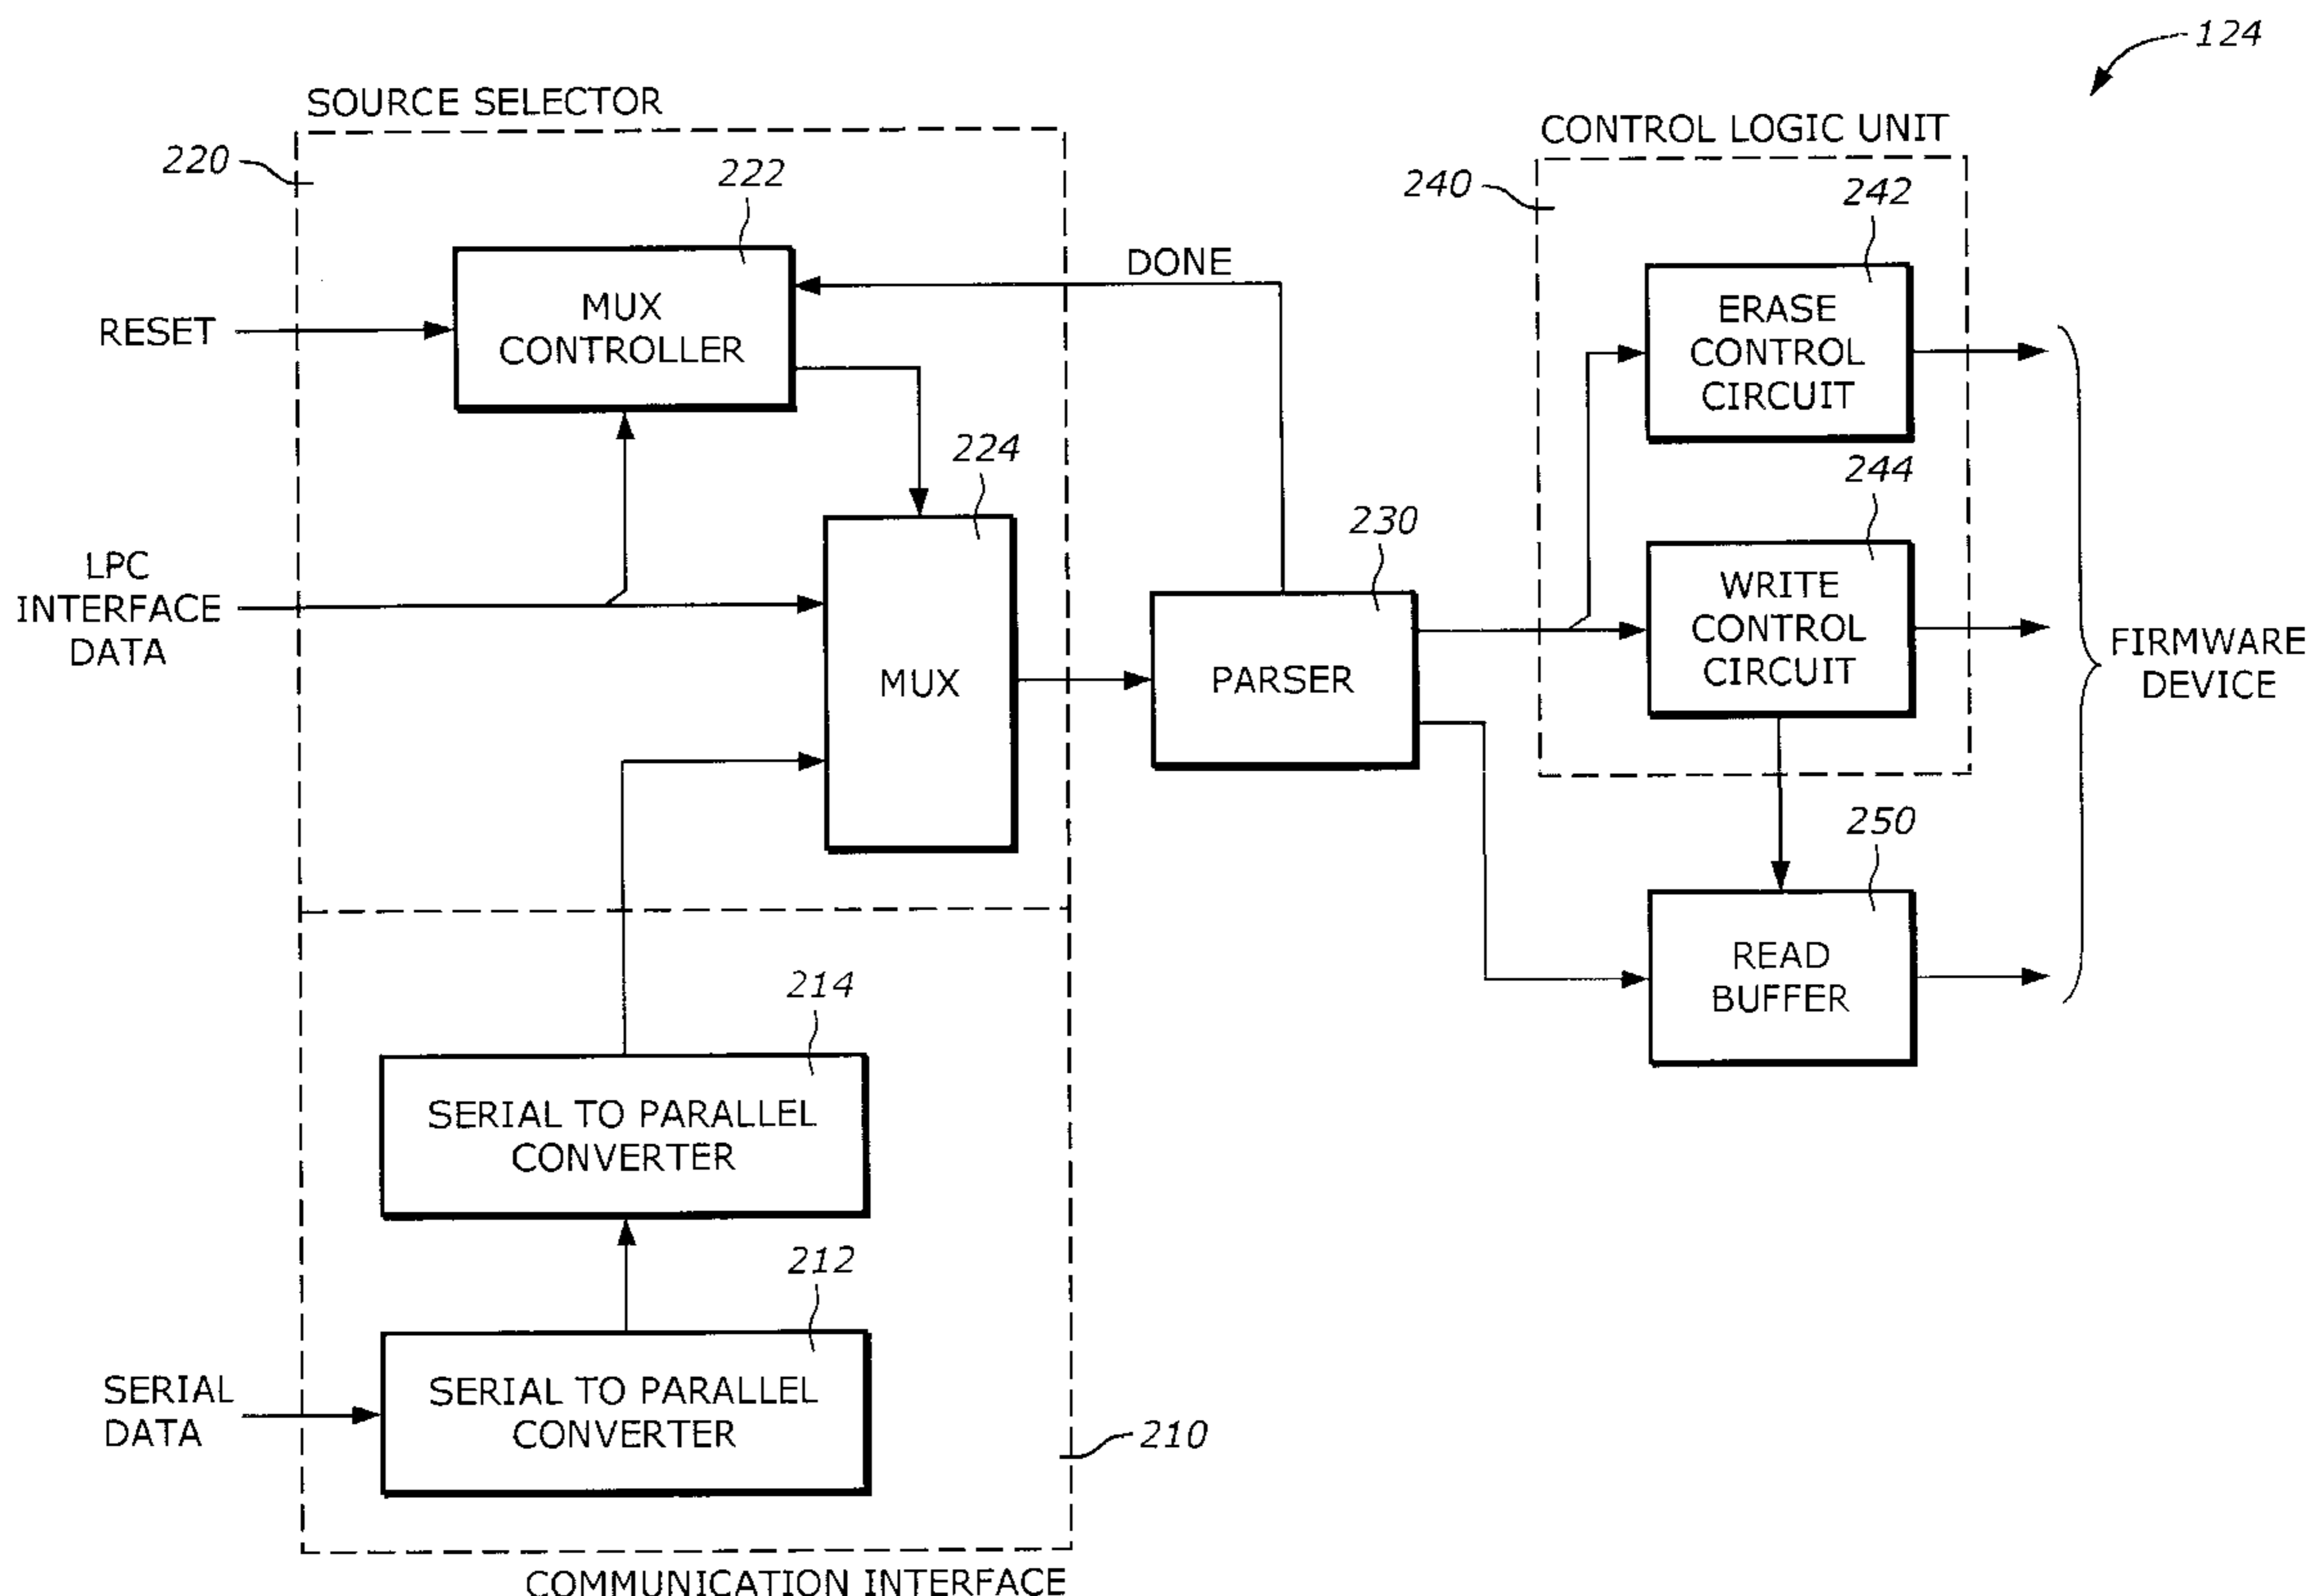 124
SOURCE SELECTOR
CONTROL LOGIC UNIT
220
222
240
242
DONE
MUX
CONTROLLER
RESET
ERASE
CONTROL
CIRCUIT
224
244
230
LPC
INTERFACE
DATA
MUX
PARSER
WRITE
CONTROL
CIRCUIT
FIRMWARE
DEVICE
250
READ
BUFFER
214
SERIAL TO PARALLEL
CONVERTER
212
SERIAL
DATA
SERIAL TO PARALLEL
CONVERTER
210
COMMUNICATION INTERFACE